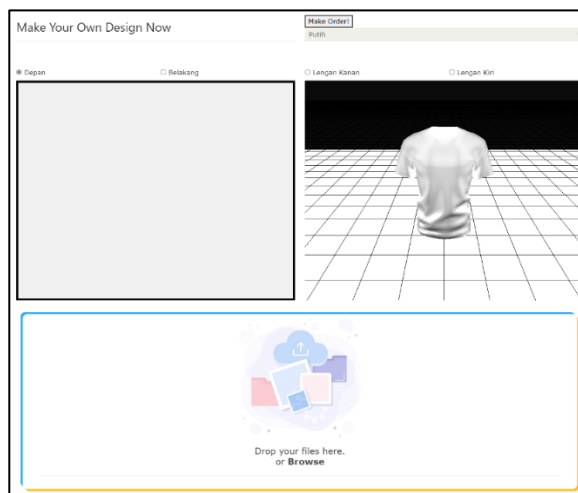 Make Your Own Design Now
Make Order!
Putih
Depan
Belakang
Lengan Kanan
Lengan Kiri
Drop your files here.
or Browse